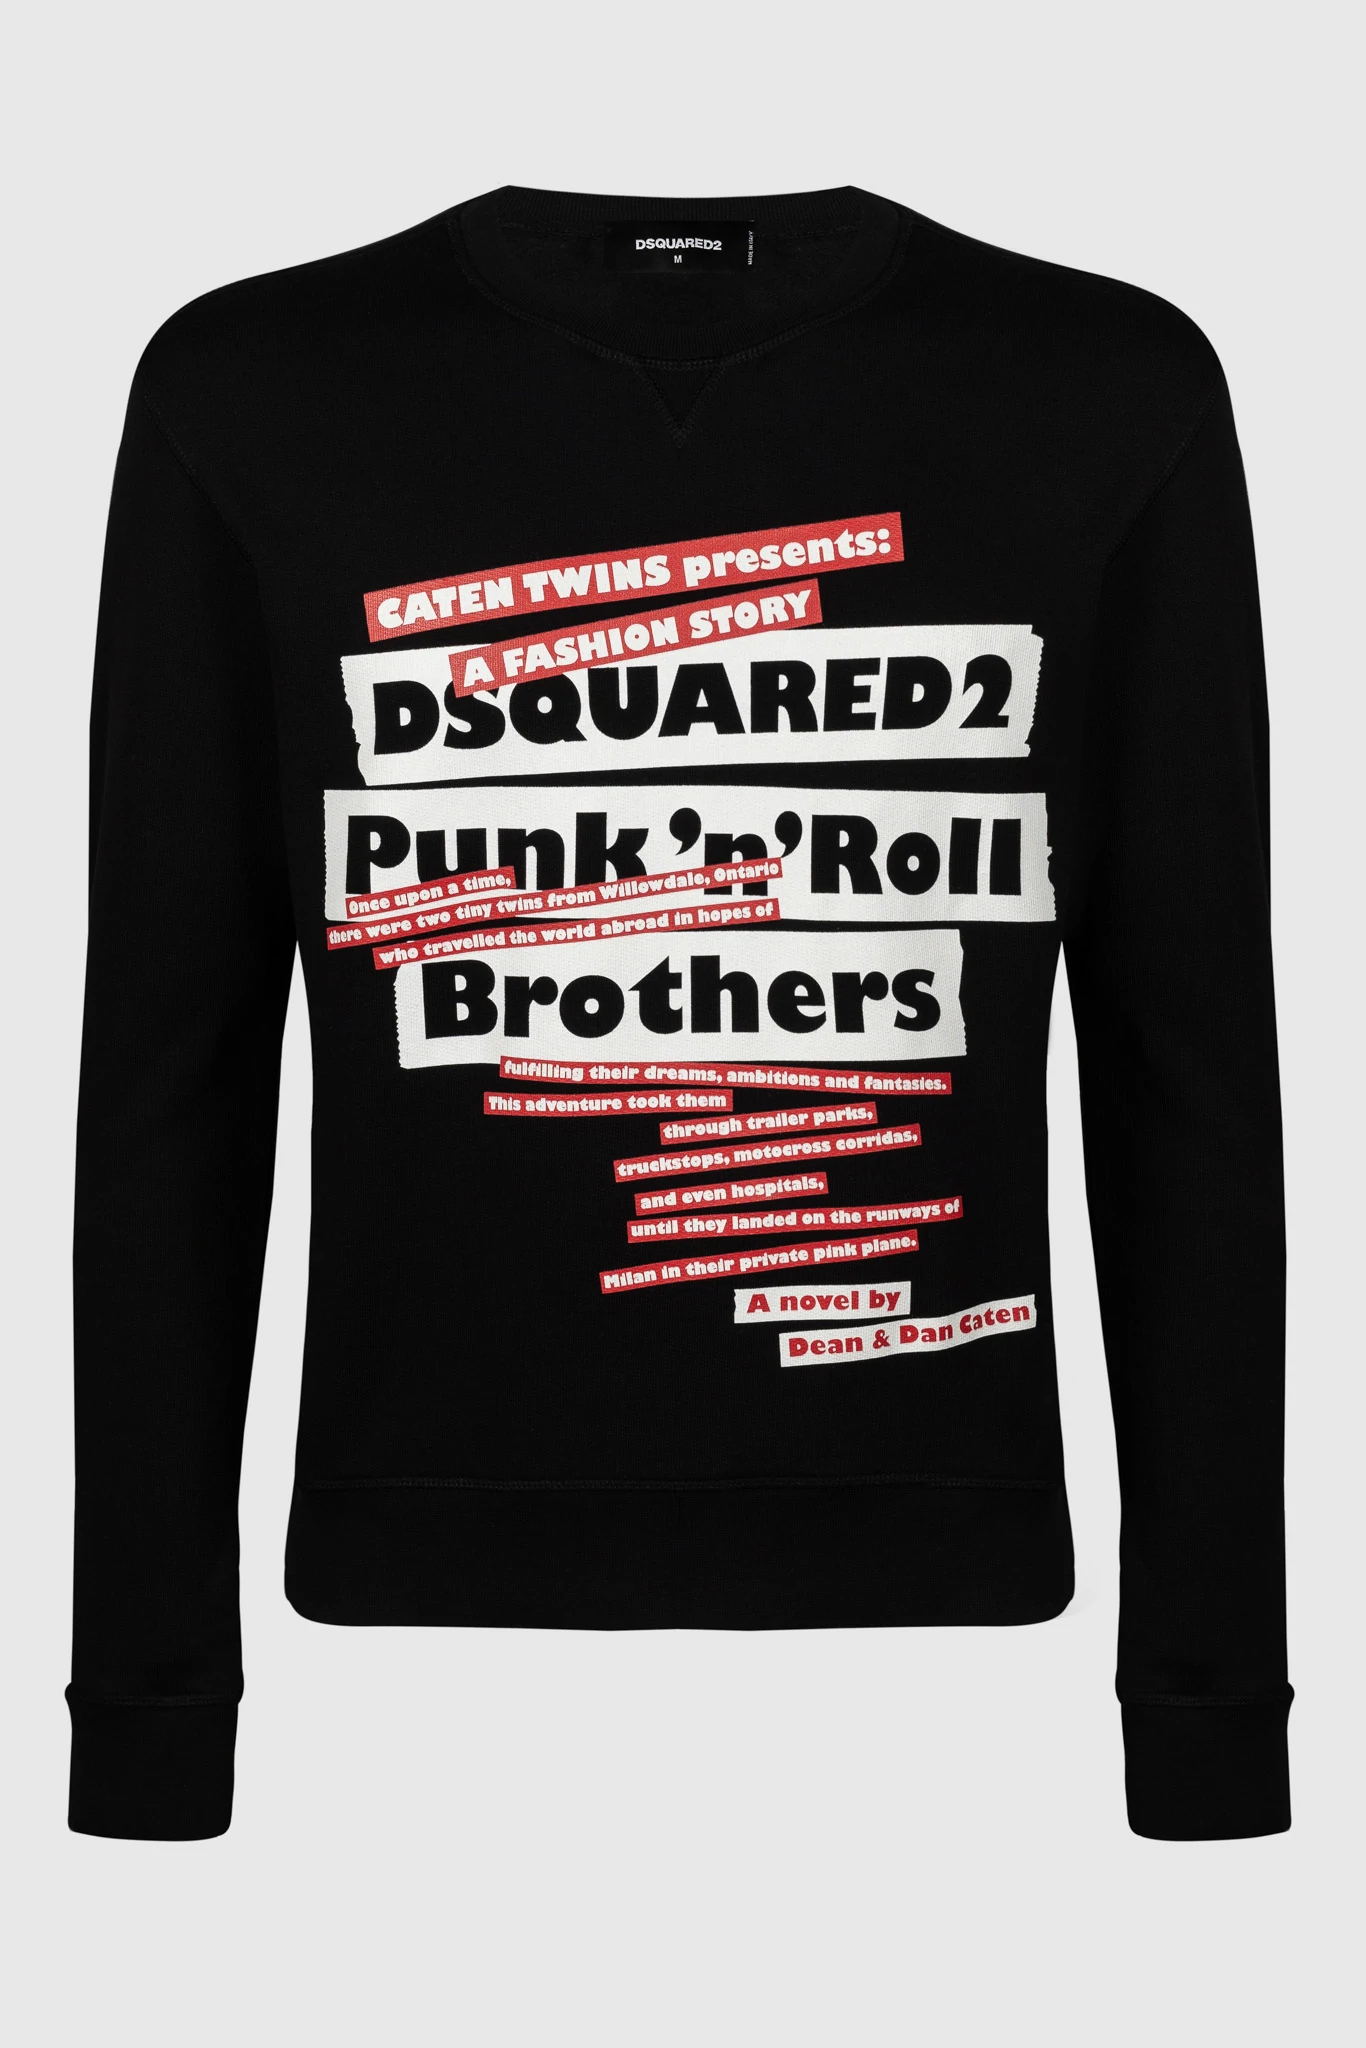 DSQUARED2
M
MADE IN ITALY
CATEN TWINS presents:
A FASHION STORY
DSQUARED2
Punk 'n' Roll
Once upon a time,
there were two tiny twins from Willowdale, Ontario
who travelled the world abroad in hopes of
Brothers
fulfilling their dreams, ambitions and fantasies.
This adventure took them
through trailer parks,
truckstops, motocross corridas,
and even hospitals,
until they landed on the runways of
Milan in their private pink plane.
A novel by
Dean & Dan Caten